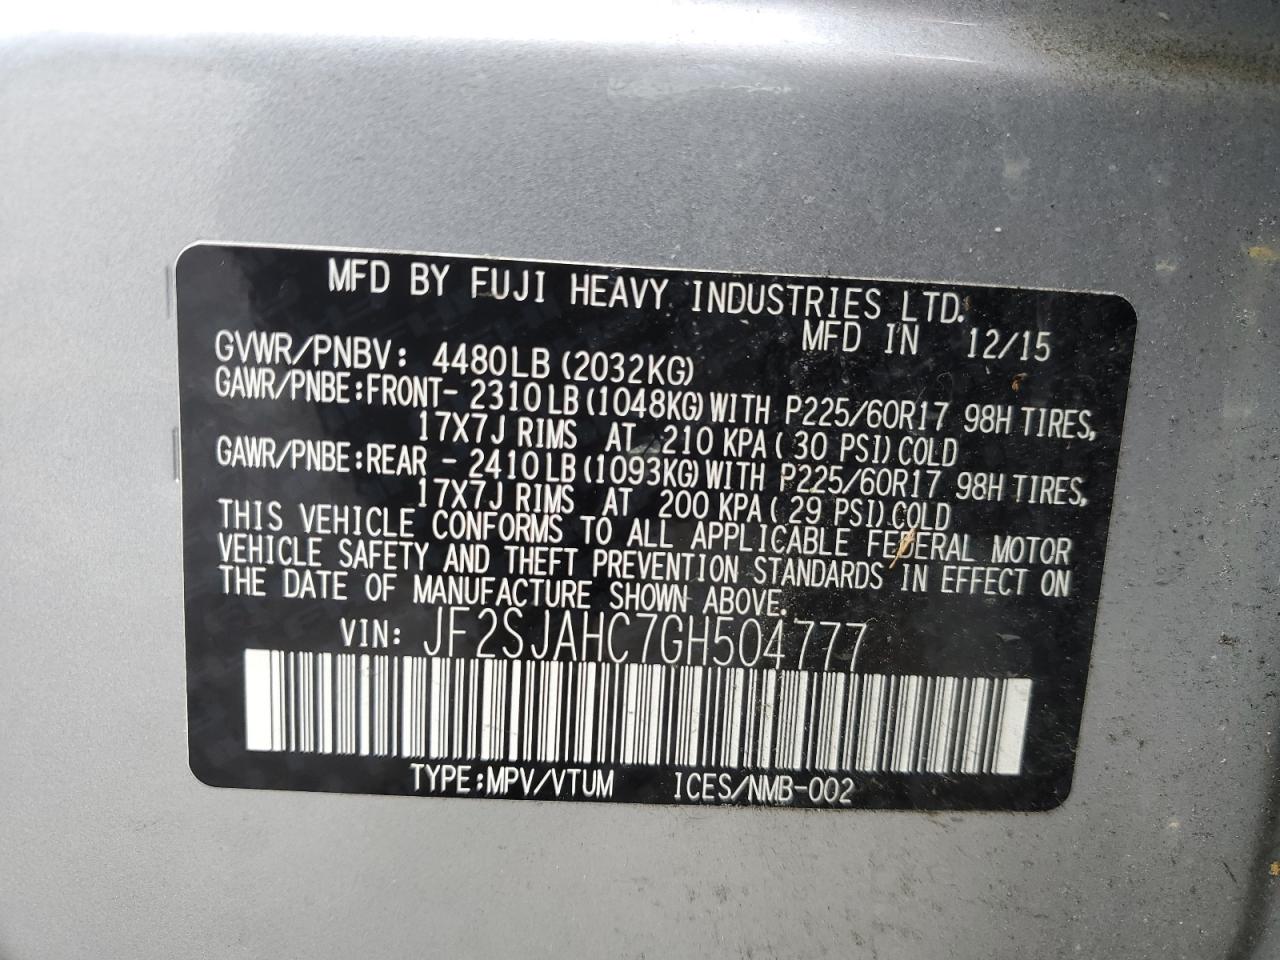 MFD BY FUJI HEAVY INDUSTRIES LTD.
MFD IN 12/15
GVWR/PNBV: 4480LB (2032KG)
GAWR/PNBE:FRONT- 2310LB (1048KG) WITH P225/60R17 98H TIRES,
17X7J RIMS AT 210 KPA ( 30 PSI) COLD
GAWR/PNBE:REAR - 2410LB (1093KG) WITH P225/60R17 98H TIRES,
17X7J RIMS AT 200 KPA ( 29 PSI) COLD
THIS VEHICLE CONFORMS TO ALL APPLICABLE FEDERAL MOTOR
VEHICLE SAFETY AND THEFT PREVENTION STANDARDS IN EFFECT ON
THE DATE OF MANUFACTURE SHOWN ABOVE.
VIN: JF2SJAHC7GH504777
TYPE:MPV/VTUM ICES/NMB-002